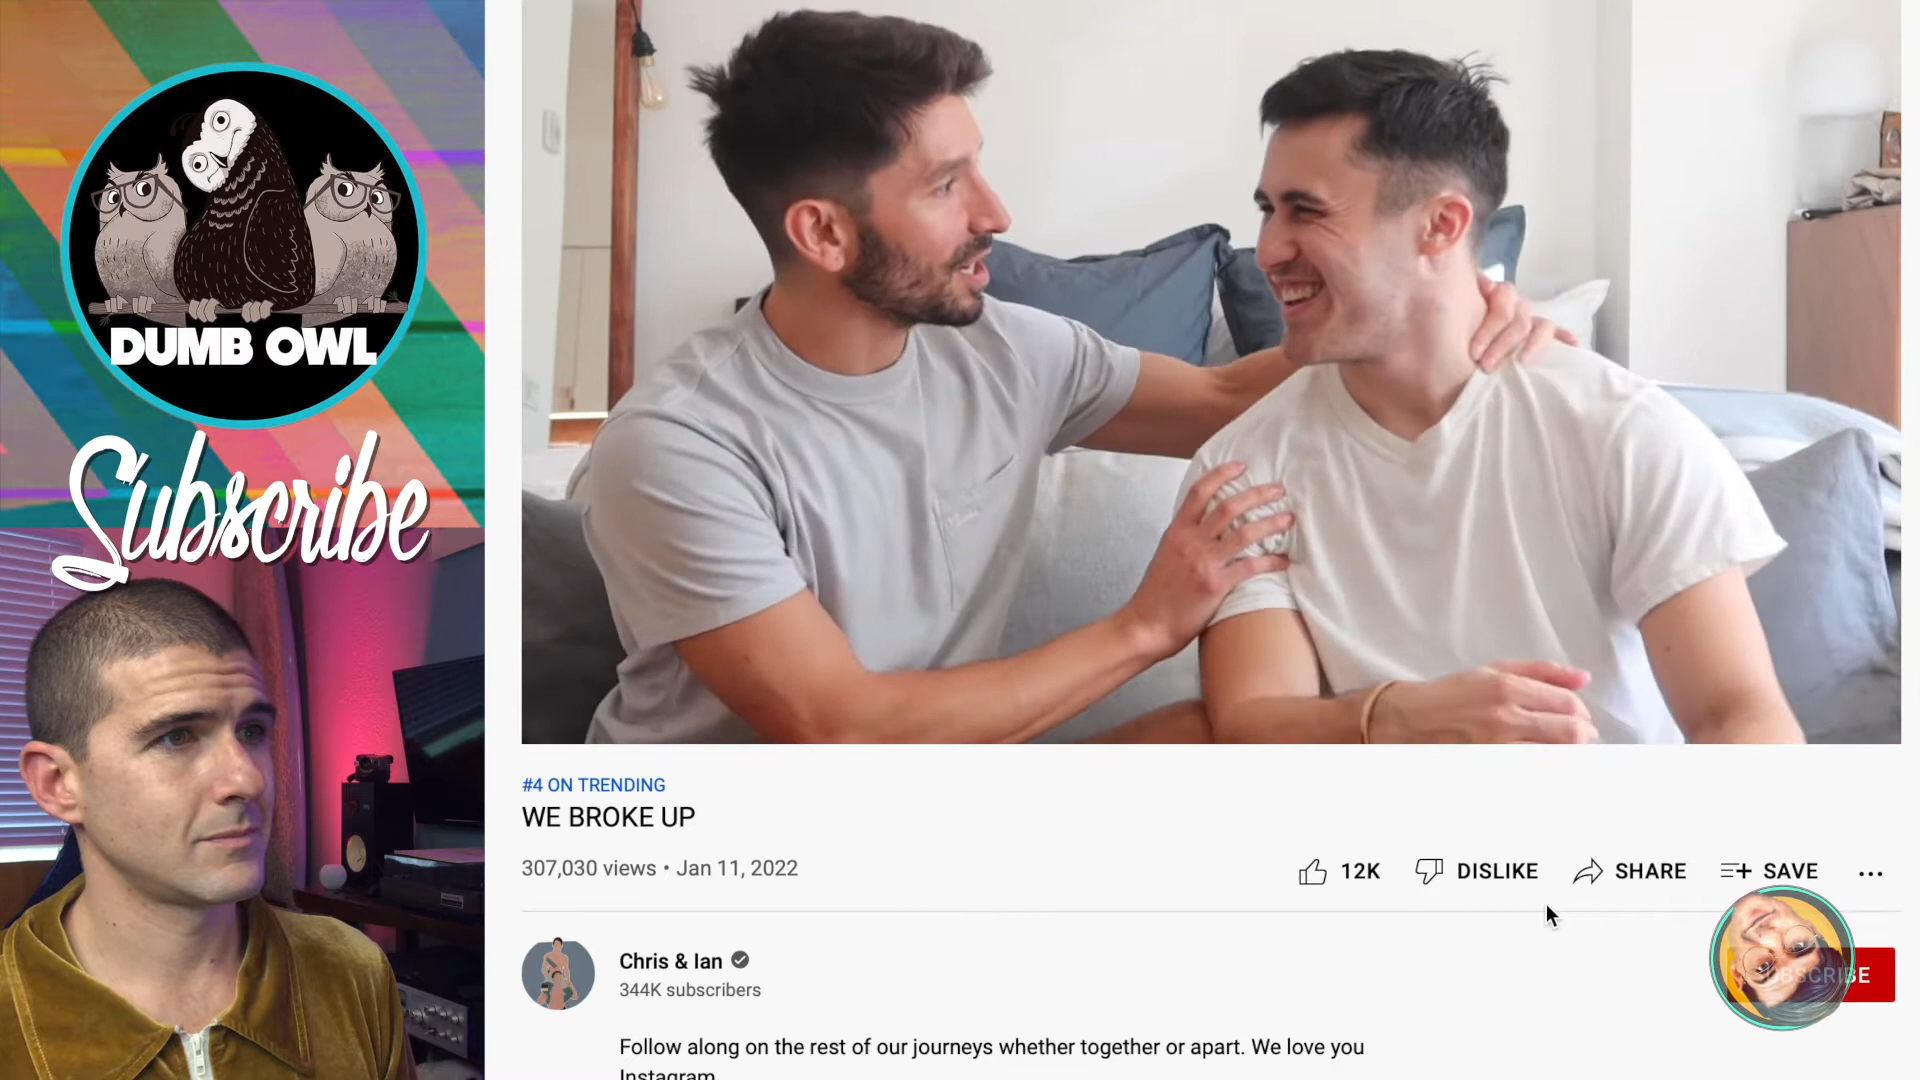 DUMB OWL
Subscribe
#4 ON TRENDING
WE BROKE UP
307,030 views • Jan 11, 2022
12K
DISLIKE
SHARE
SAVE
Chris & Ian
344K subscribers
SUBSCRIBE
Follow along on the rest of our journeys whether together or apart. We love you
Instagram